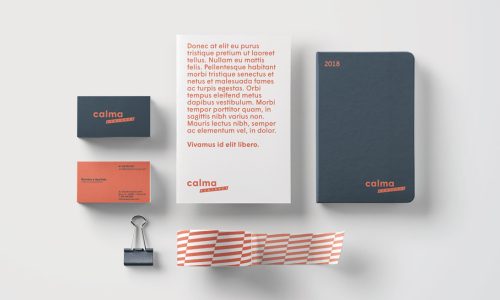 calma
Donec at elit eu purus
tristique pretium ut laoreet
tellus. Nullam eu mattis
felis. Pellentesque habitant
morbi tristique senectus et
netus et malesuada fames
ac turpis egestas. Orbi
tempus eleifend metus
dapibus vestibulum. Morbi
tempor porttitor quam, in
sagittis nibh varius non.
Mauris lectus nibh, semper
ac elementum vel, in dolor.
Vivamus id elit libero.
calma
2018
calma